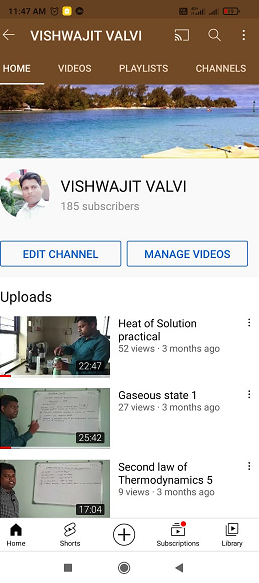 11:47 AM
VISHWAJIT VALVI
HOME VIDEOS PLAYLISTS CHANNELS
VISHWAJIT VALVI
185 subscribers
EDIT CHANNEL MANAGE VIDEOS
Uploads
Heat of Solution
practical
52 views · 3 months ago
22:47
Gaseous state 1
27 views · 3 months ago
25:42
Second law of
Thermodynamics 5
9 views · 3 months ago
17:04
Home Shorts Subscriptions Library